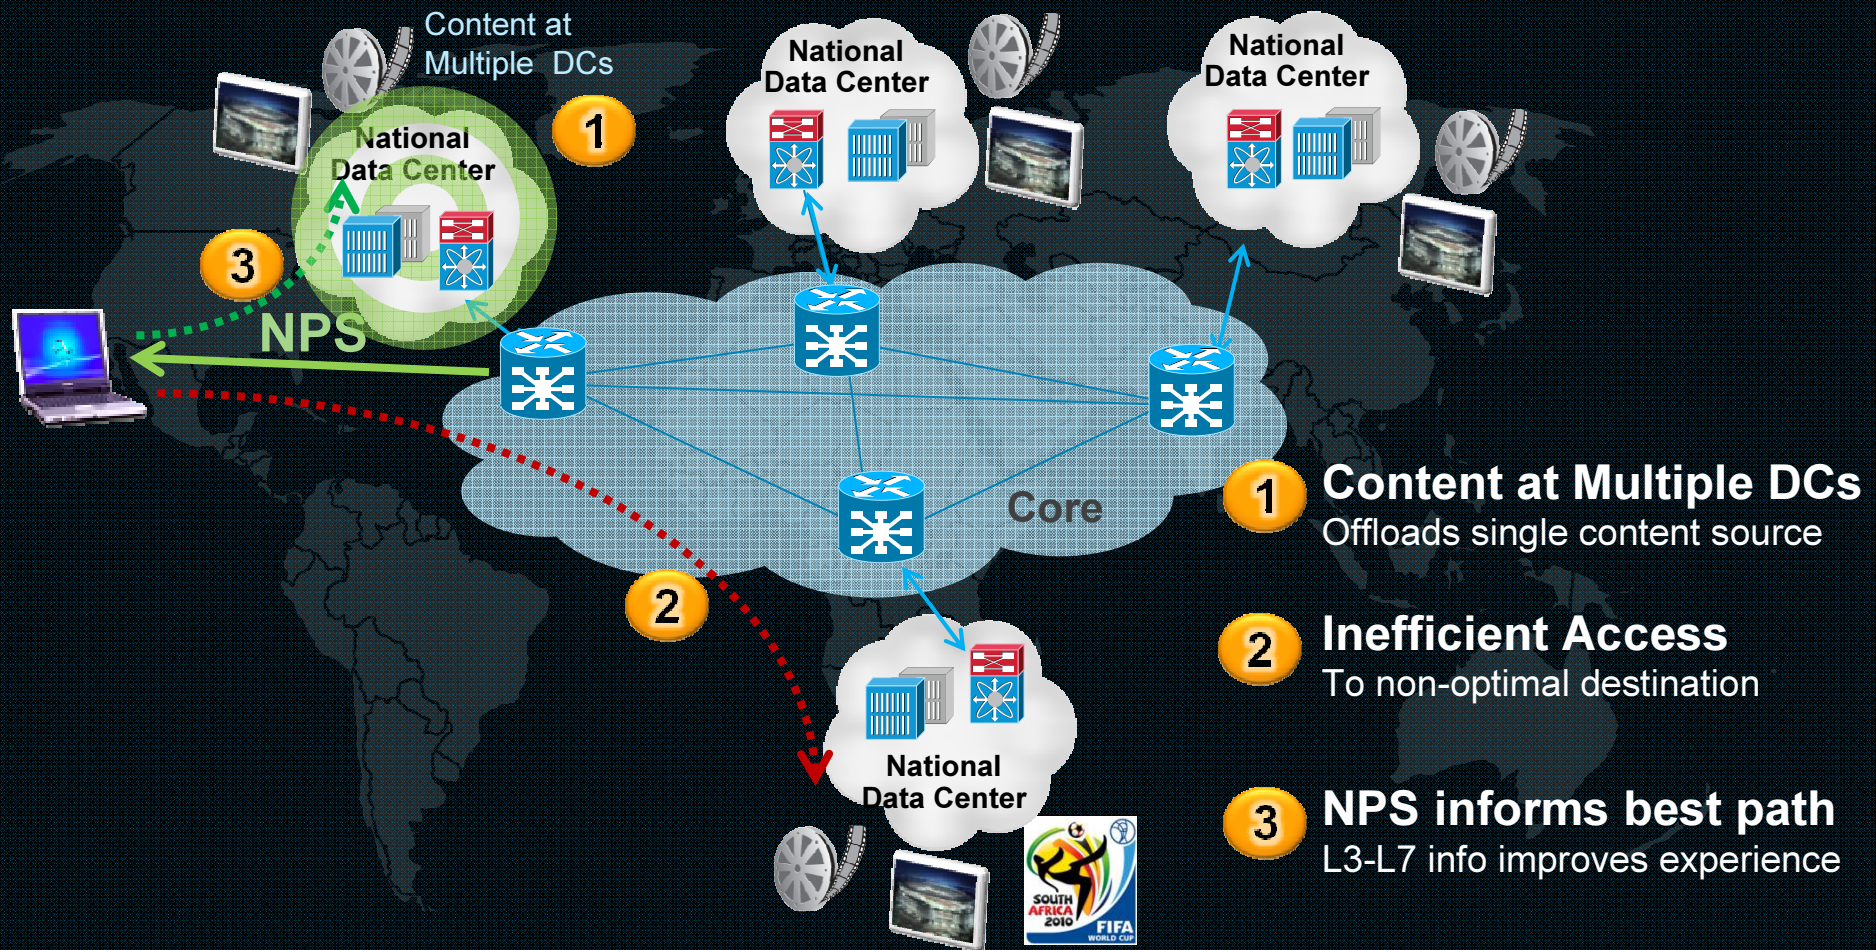 Content at
Multiple DCs
1
National
Data Center
National
Data Center
National
Data Center
3
NPS
Core
2
National
Data Center
SOUTH
AFRICA
2010
FIFA
WORLD CUP
1
Content at Multiple DCs
Offloads single content source
2
Inefficient Access
To non-optimal destination
3
NPS informs best path
L3-L7 info improves experience